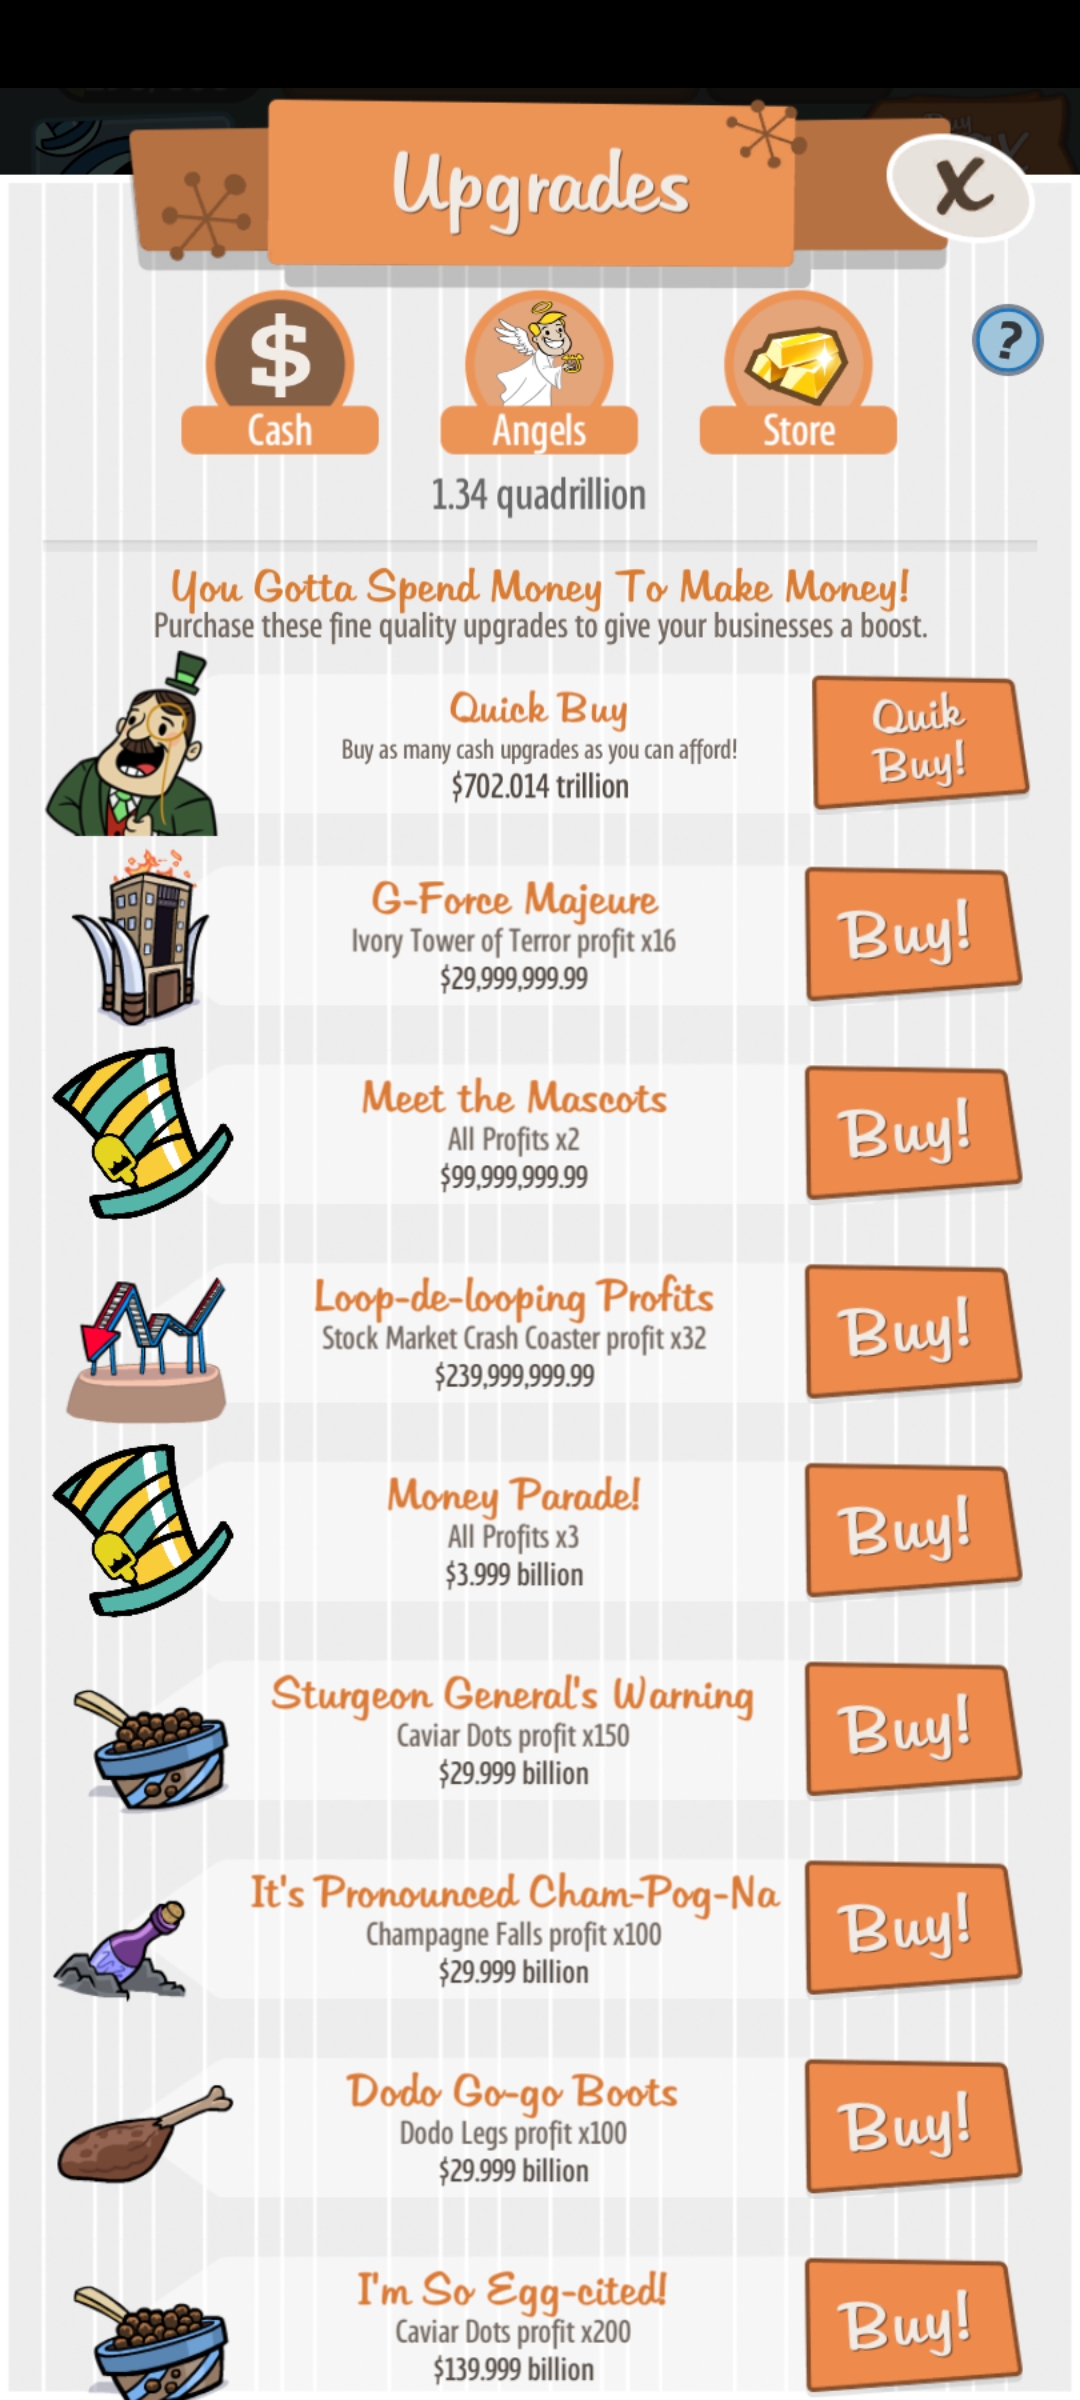 Upgrades
X
?
$
Cash
Angels
Store
1.34 quadrillion
You Gotta Spend Money To Make Money!
Purchase these fine quality upgrades to give your businesses a boost.
Quick Buy
Buy as many cash upgrades as you can afford!
$702.014 trillion
Quik
Buy!
G-Force Majeure
Ivory Tower of Terror profit x16
$29,999,999.99
Buy!
Meet the Mascots
All Profits x2
$99,999,999.99
Buy!
Loop-de-looping Profits
Stock Market Crash Coaster profit x32
$239,999,999.99
Buy!
Money Parade!
All Profits x3
$3.999 billion
Buy!
Sturgeon General's Warning
Caviar Dots profit x150
$29.999 billion
Buy!
It's Pronounced Cham-Pog-Na
Champagne Falls profit x100
$29.999 billion
Buy!
Dodo Go-go Boots
Dodo Legs profit x100
$29.999 billion
Buy!
I'm So Egg-cited!
Caviar Dots profit x200
$139.999 billion
Buy!